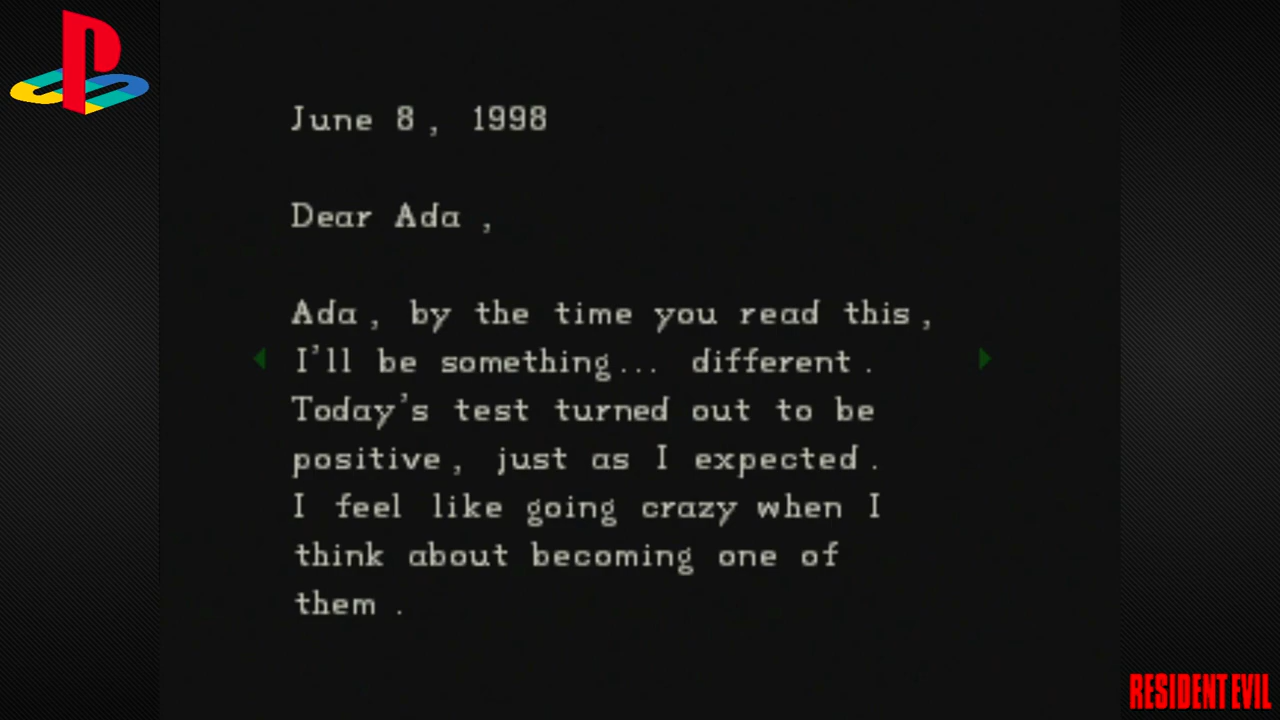 June 8, 1998
Dear Ada,
Ada, by the time you read this,
I'll be something... different.
Today's test turned out to be
positive, just as I expected.
I feel like going crazy when I
think about becoming one of
them.
RESIDENT EVIL